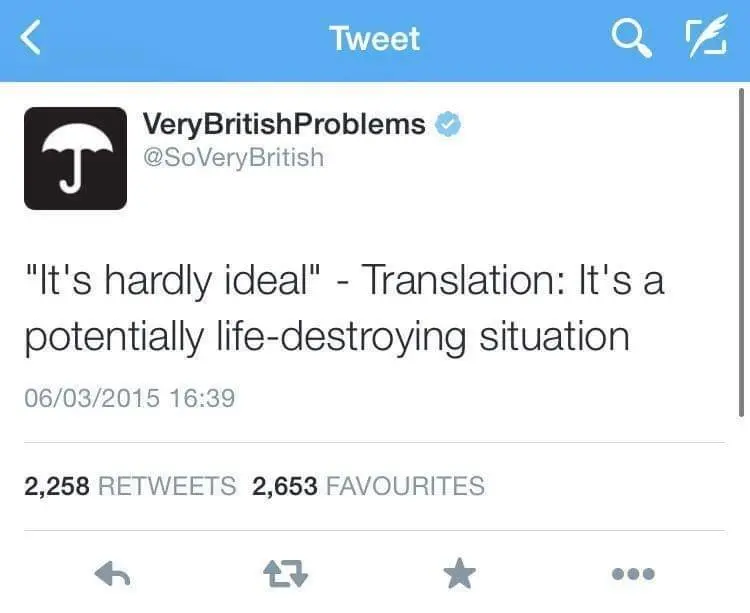 Tweet
VeryBritishProblems
@SoVeryBritish
"It's hardly ideal" - Translation: It's a
potentially life-destroying situation
06/03/2015 16:39
2,258 RETWEETS 2,653 FAVOURITES